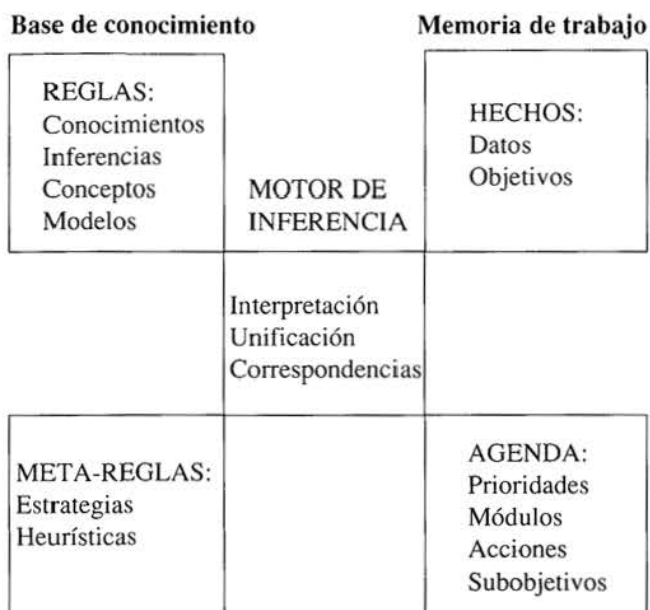 Base de conocimiento
Memoria de trabajo
REGLAS:
Conocimientos
Inferencias
Conceptos
Modelos
MOTOR DE
INFERENCIA
HECHOS:
Datos
Objetivos
Interpretación
Unificación
Correspondencias
META-REGLAS:
Estrategias
Heurísticas
AGENDA:
Prioridades
Módulos
Acciones
Subobjetivos